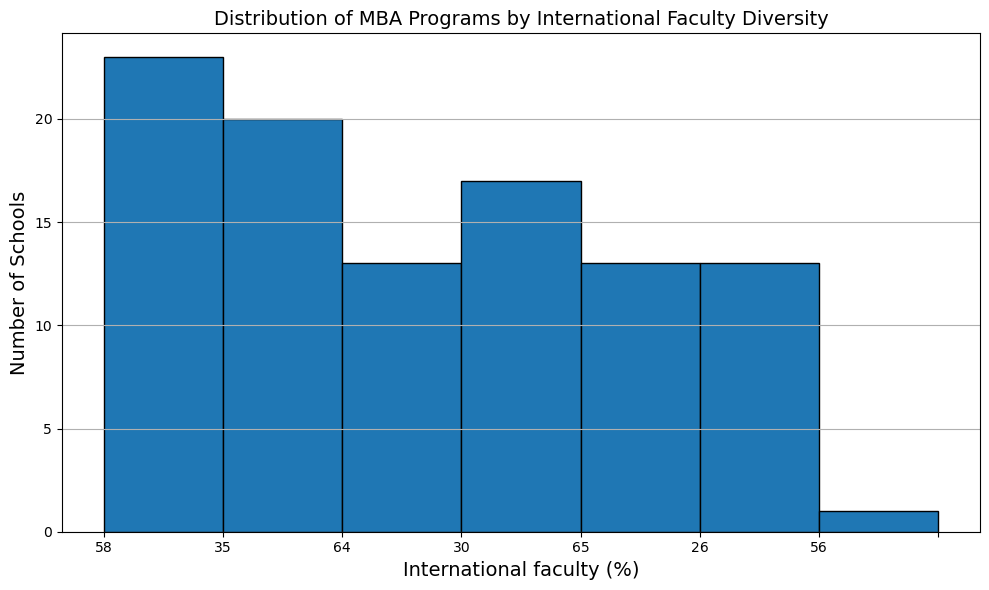 Distribution of MBA Programs by International Faculty Diversity
Number of Schools
20
15
10
5
0
58 35 64 30 65 26 56
International faculty (%)